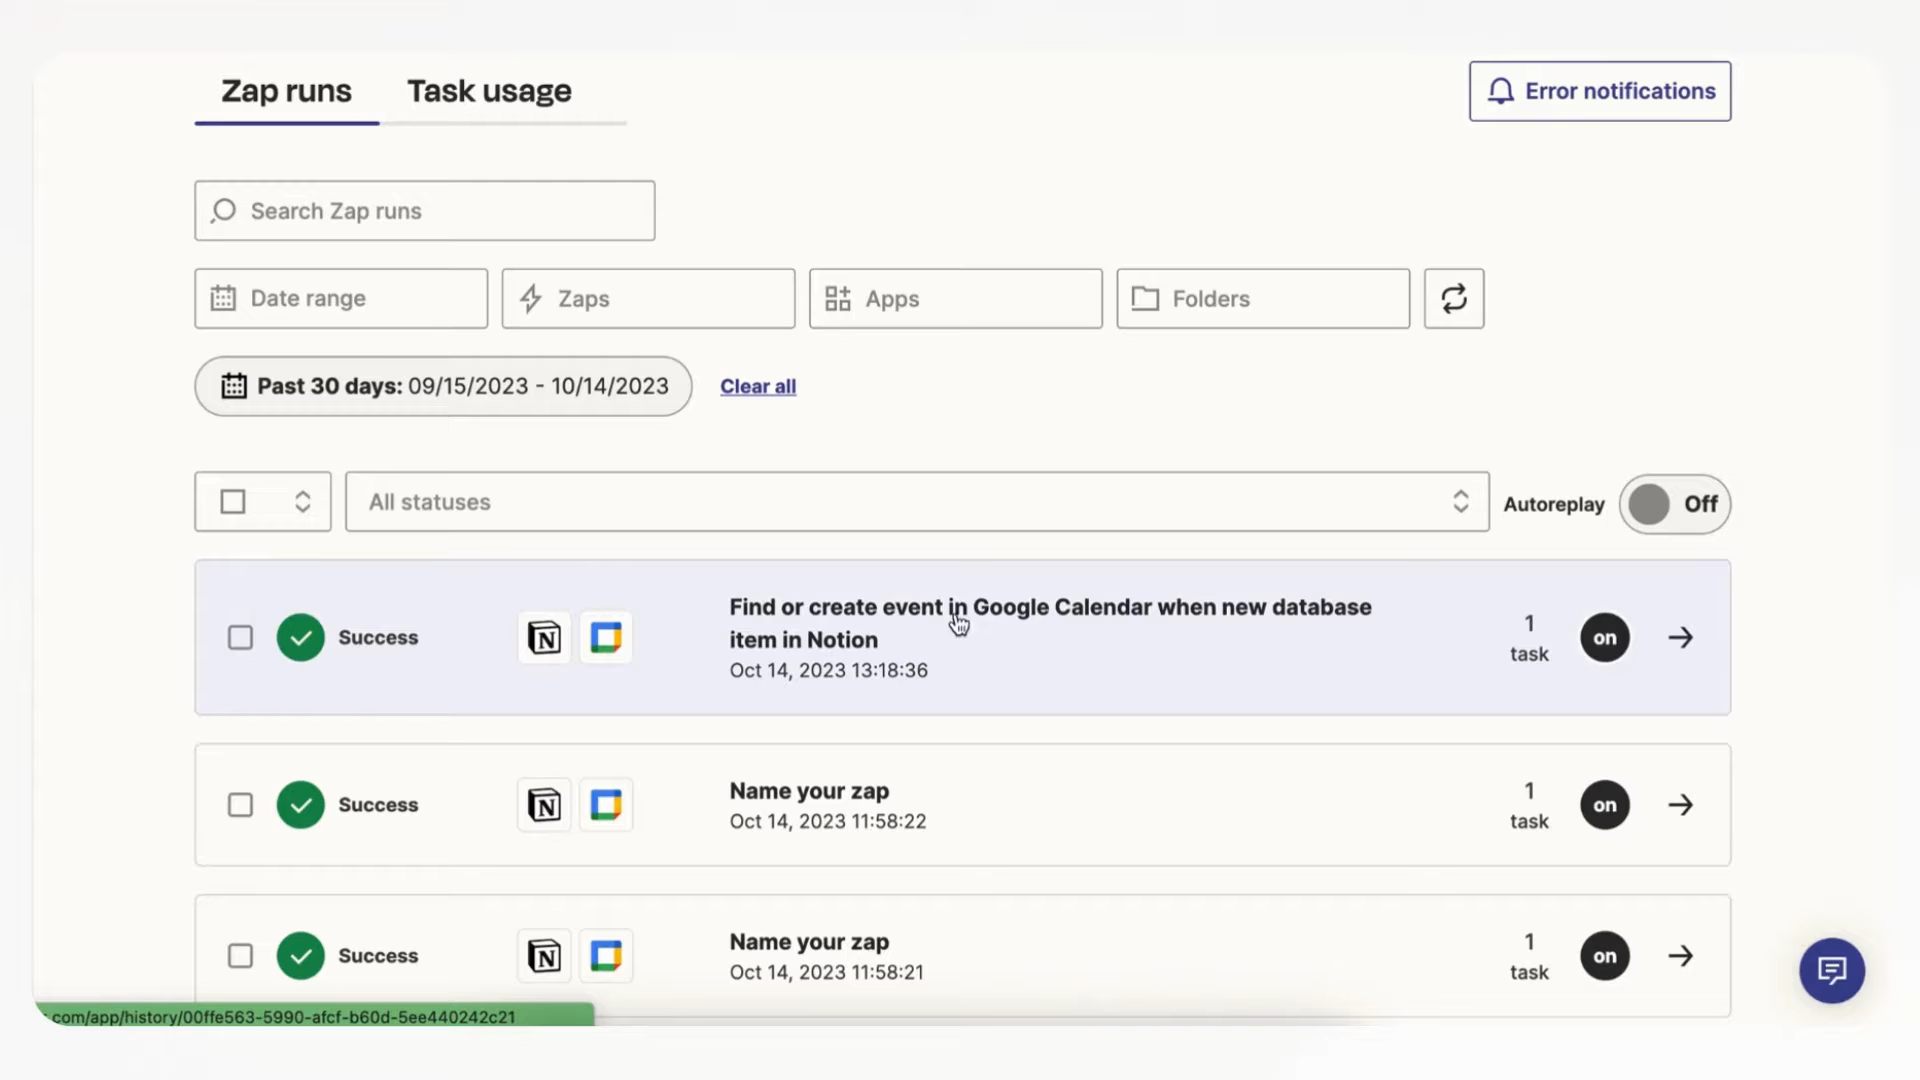 Zap runs
Task usage
Error notifications
Search Zap runs
Date range
Zaps
Apps
Folders
Past 30 days: 09/15/2023 - 10/14/2023
Clear all
All statuses
Autoreplay
Off
Success
N
Find or create event in Google Calendar when new database
item in Notion
Oct 14, 2023 13:18:36
1
task
on
Success
N
Name your zap
Oct 14, 2023 11:58:22
1
task
on
Success
N
Name your zap
Oct 14, 2023 11:58:21
1
task
on
.com/app/history/00ffe563-5990-afcf-b60d-5ee440242c21